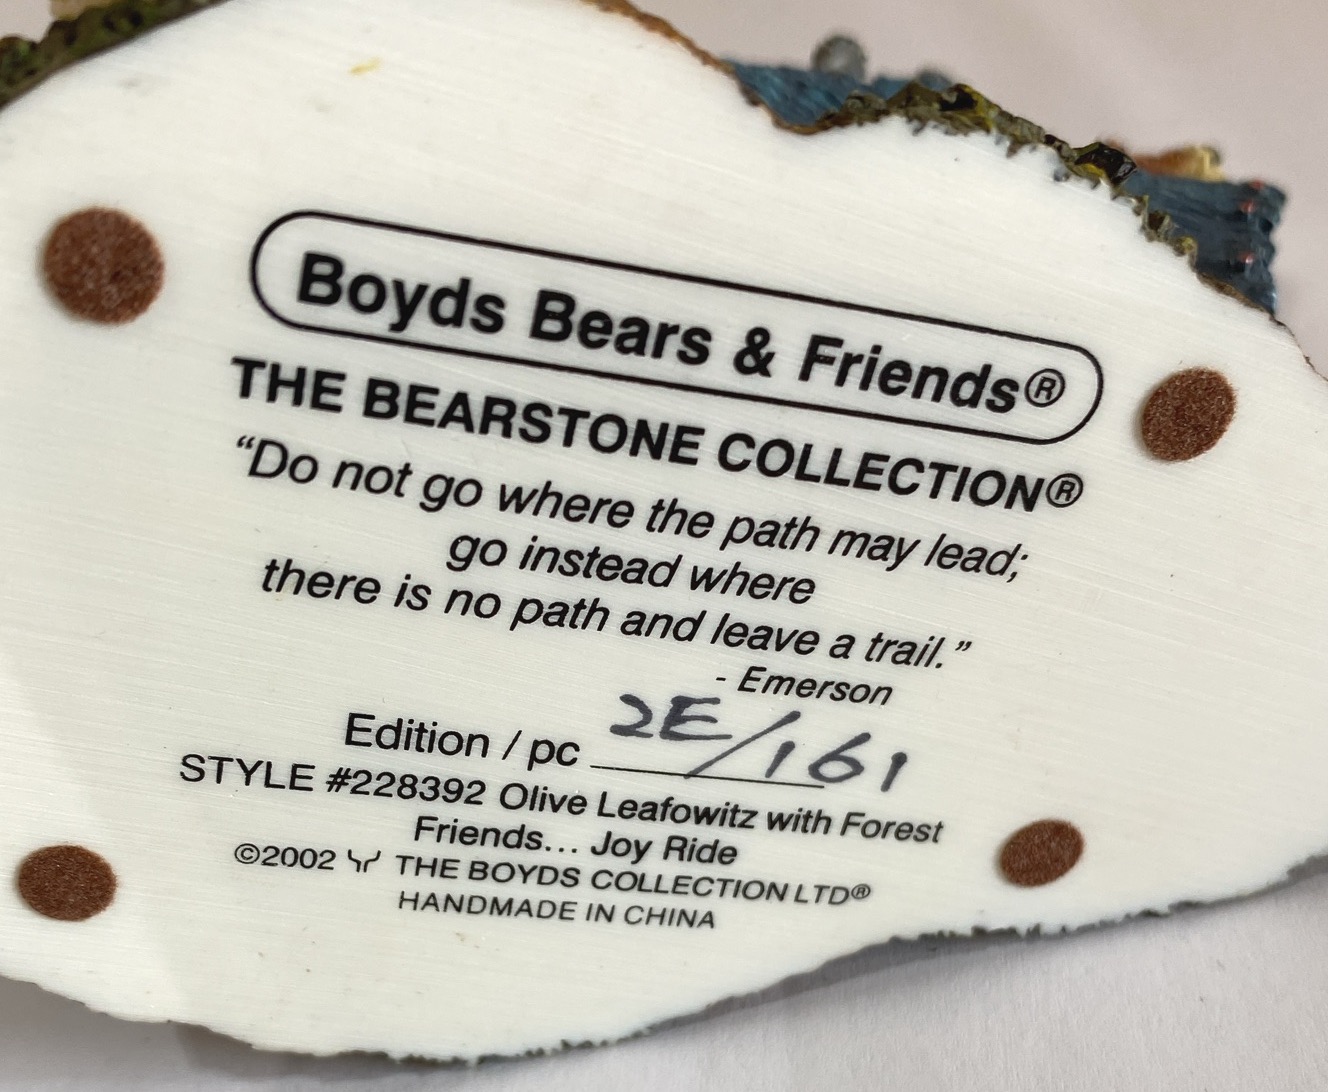 Boyds Bears & Friends®
THE BEARSTONE COLLECTION®
“Do not go where the path may lead;
go instead where
there is no path and leave a trail.”
- Emerson
Edition / pc 2E/161
STYLE #228392 Olive Leafowitz with Forest
Friends... Joy Ride
©2002 THE BOYDS COLLECTION LTD®
HANDMADE IN CHINA